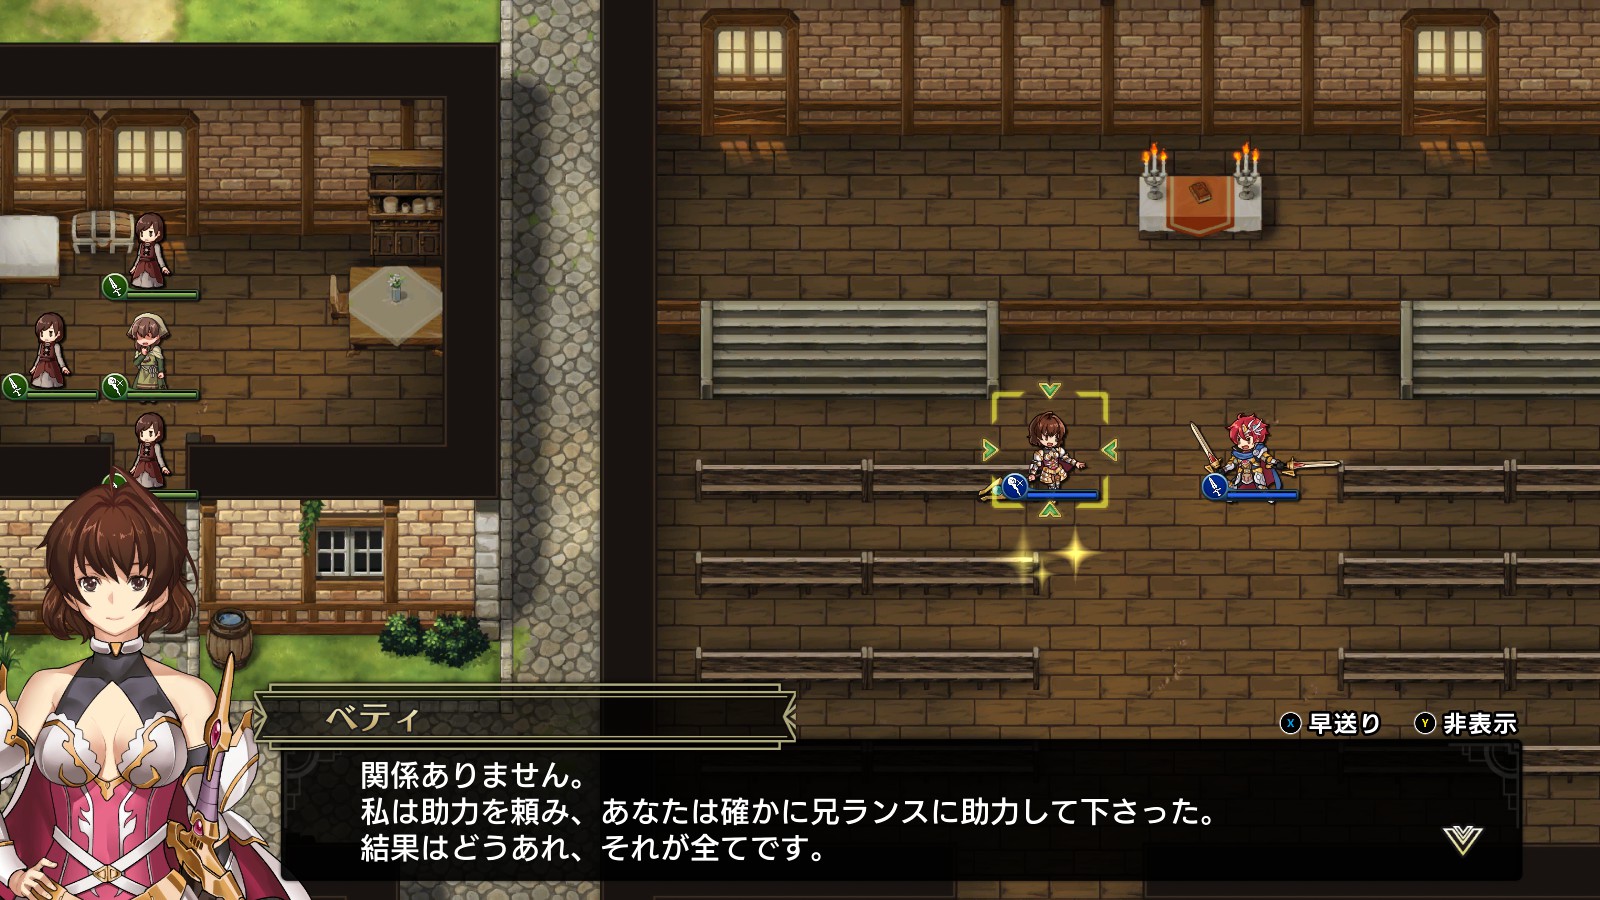 X 早送り Y 非表示
ベティ
関係ありません。
私は助力を頼み、あなたは確かに兄ランスに助力して下さった。
結果はどうあれ、それが全てです。